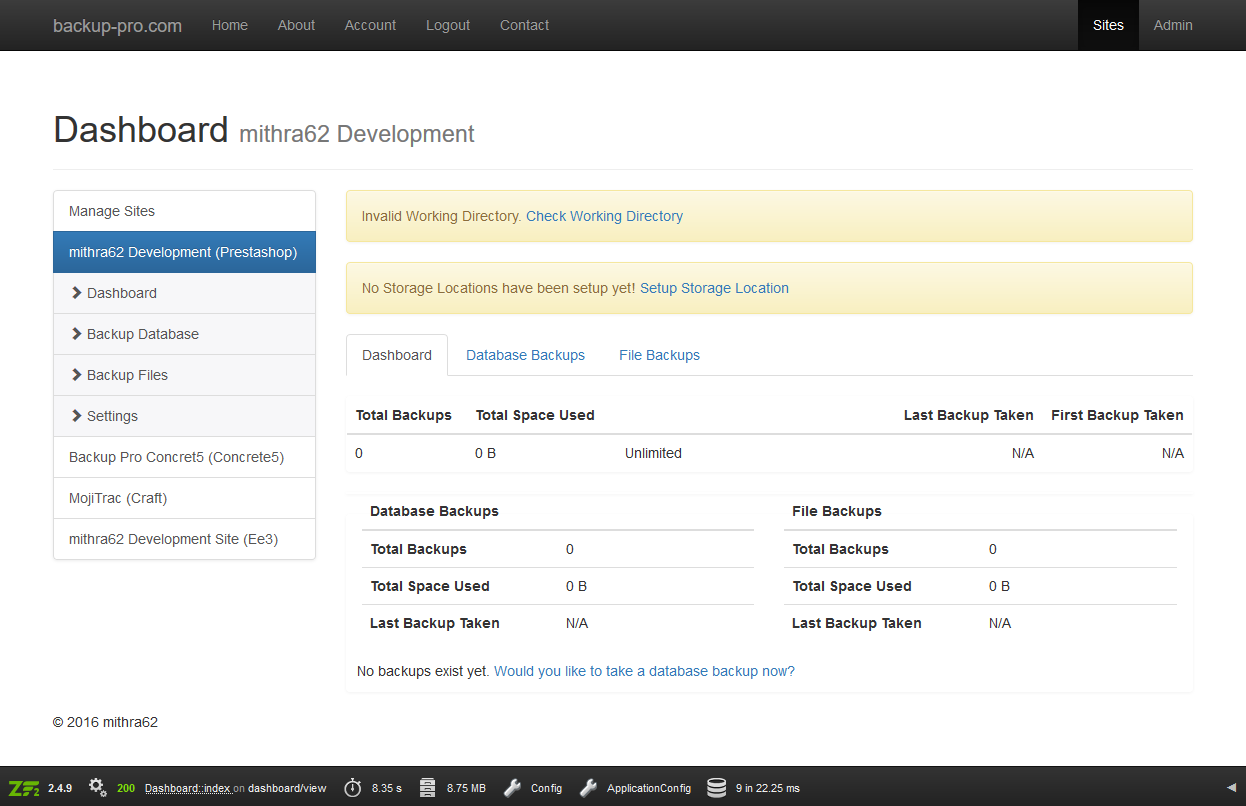 backup-pro.com Home About Account Logout Contact Sites Admin
Dashboard mithra62 Development
Manage Sites
mithra62 Development (Prestashop)
Dashboard
Backup Database
Backup Files
Settings
Backup Pro Concret5 (Concrete5)
MojiTrac (Craft)
mithra62 Development Site (Ee3)
Invalid Working Directory. Check Working Directory
No Storage Locations have been setup yet! Setup Storage Location
Dashboard Database Backups File Backups
Total Backups Total Space Used Last Backup Taken First Backup Taken
0 0 B Unlimited N/A N/A
Database Backups
Total Backups 0
Total Space Used 0 B
Last Backup Taken N/A
File Backups
Total Backups 0
Total Space Used 0 B
Last Backup Taken N/A
No backups exist yet. Would you like to take a database backup now?
© 2016 mithra62
ZF2 2.4.9 200 Dashboard::index on dashboard/view 8.35 s 8.75 MB Config ApplicationConfig 9 in 22.25 ms